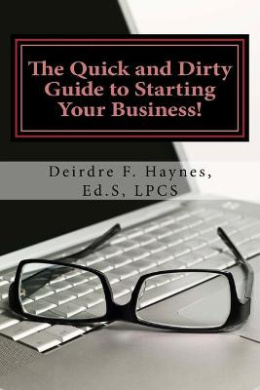 The Quick and Dirty
Guide to Starting
Your Business!
Deirdre F. Haynes,
Ed.S, LPCS